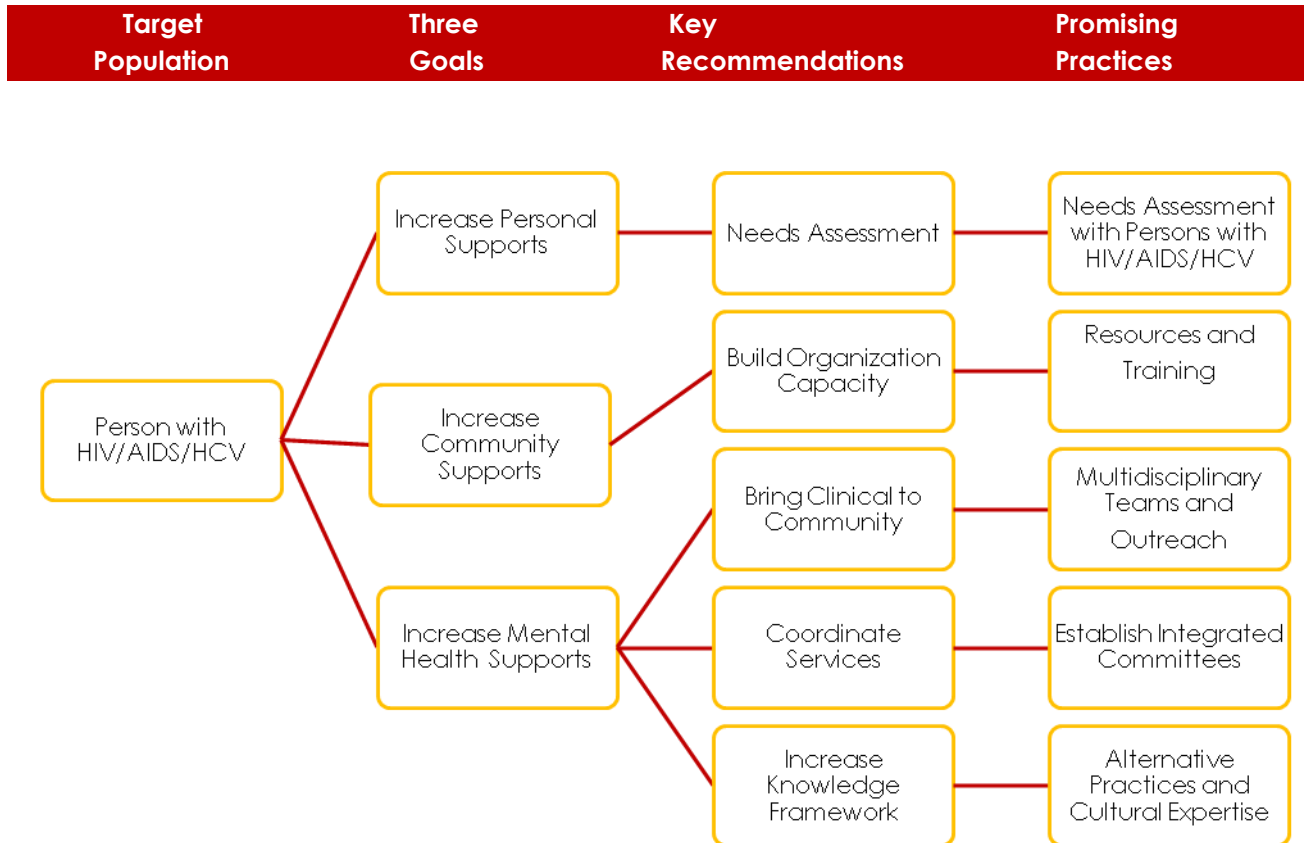 Target Population
Three Goals
Key Recommendations
Promising Practices
Person with
HIV/AIDS/HCV
Increase Personal
Supports
Increase
Community
Supports
Increase Mental
Health Supports
Needs Assessment
Build Organization
Capacity
Bring Clinical to
Community
Coordinate
Services
Increase
Knowledge
Framework
Needs Assessment
with Persons with
HIV/AIDS/HCV
Resources and
Training
Multidisciplinary
Teams and
Outreach
Establish Integrated
Committees
Alternative
Practices and
Cultural Expertise